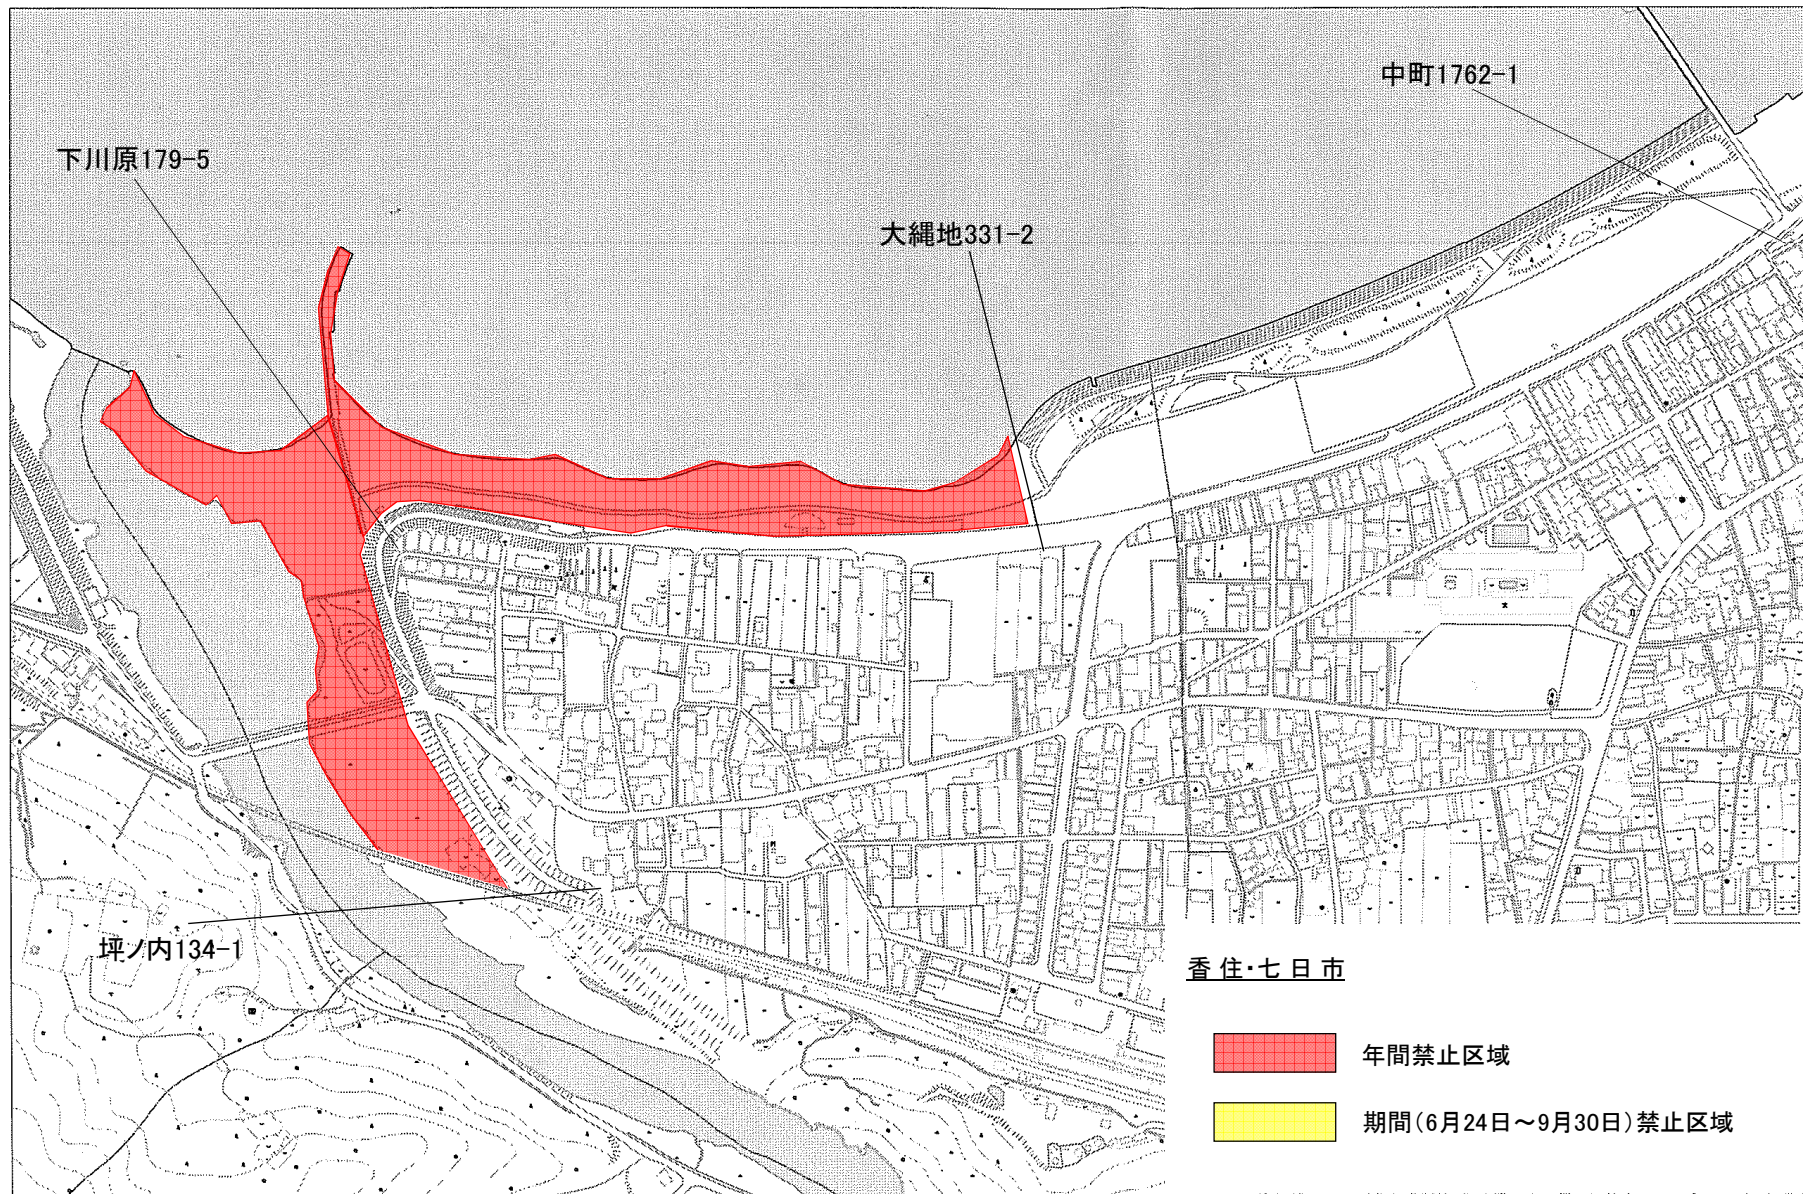 中町1762-1
下川原179-5
大縄地331-2
坪ノ内134-1
香住・七日市
年間禁止区域
期間(6月24日～9月30日)禁止区域